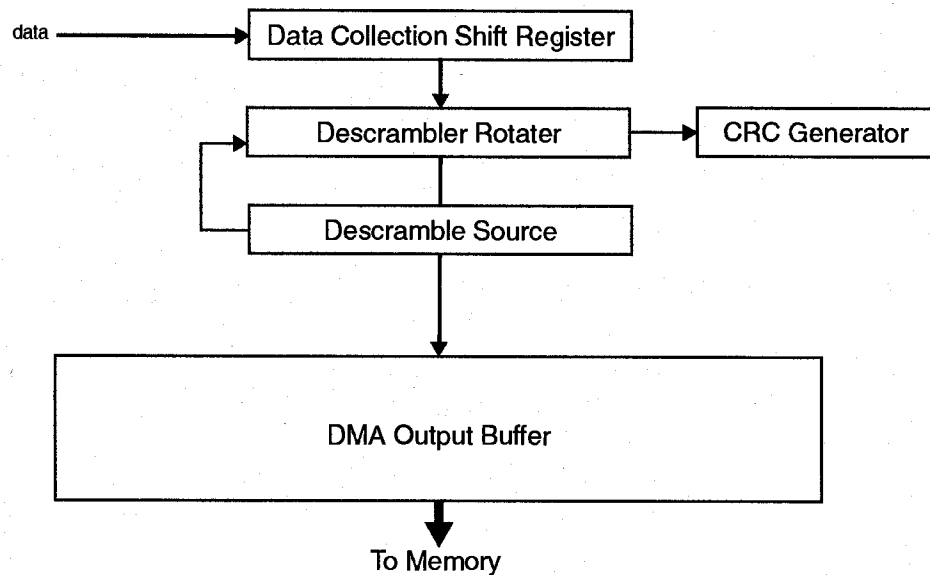 data
Data Collection Shift Register
Descrambler Rotater
CRC Generator
Descramble Source
DMA Output Buffer
To Memory